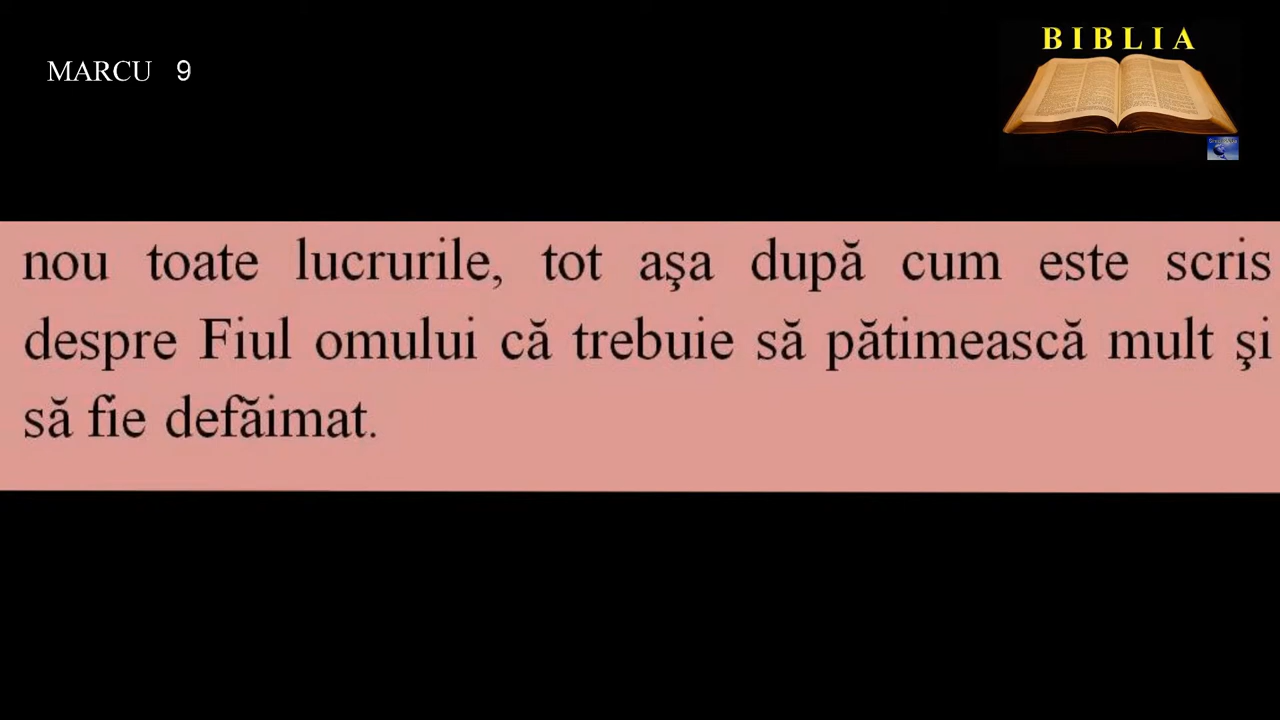 MARCU 9
BIBLIA
nou toate lucrurile, tot aşa după cum este scris
despre Fiul omului că trebuie să pătimească mult şi
să fie defăimat.